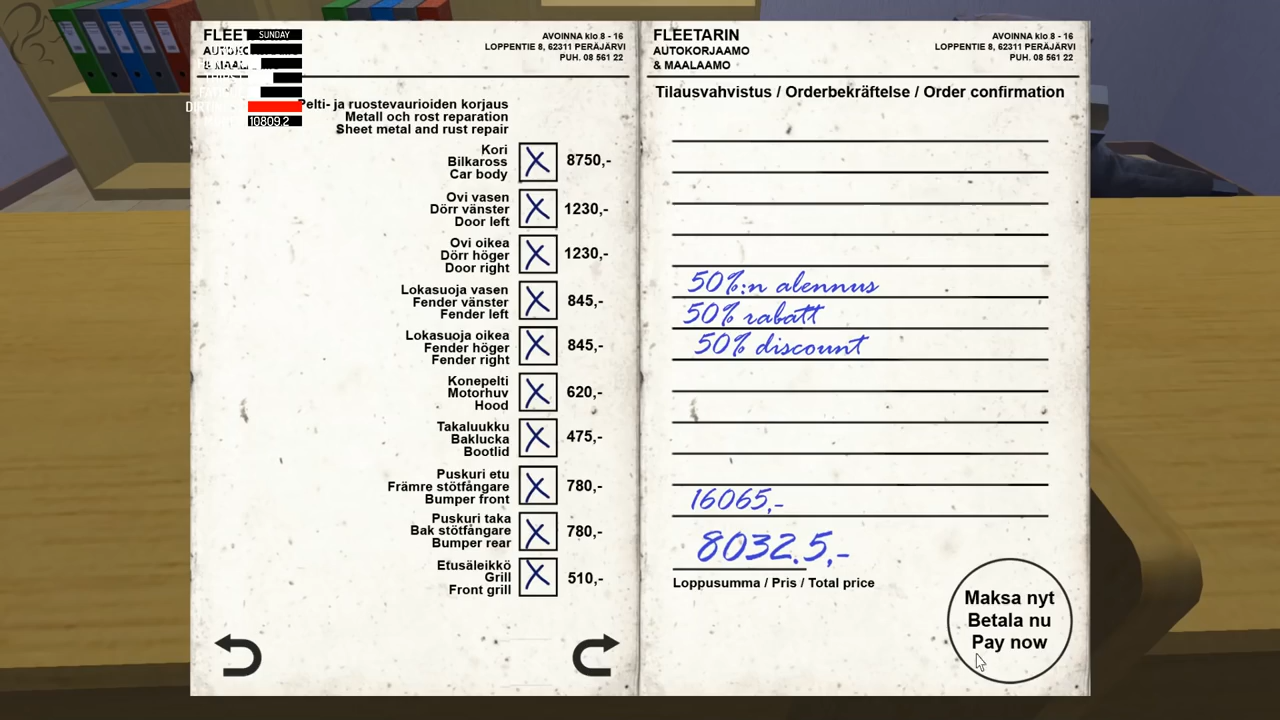 FLEET
SUNDAY
AUTOKO
& MAALAAMO
DIRTI
10809.2
AVOINNA klo 8 - 16
LOPPENTIE 8, 62311 PERÄJÄRVI
PUH. 08 561 22
Pelti- ja ruostevaurioiden korjaus
Metall och rost reparation
Sheet metal and rust repair
Kori
Bilkaross
Car body
8750,-
Ovi vasen
Dörr vänster
Door left
1230,-
Ovi oikea
Dörr höger
Door right
1230,-
Lokasuoja vasen
Fender vänster
Fender left
845,-
Lokasuoja oikea
Fender höger
Fender right
845,-
Konepelti
Motorhuv
Hood
620,-
Takaluukku
Baklucka
Bootlid
475,-
Puskuri etu
Främre stötfångare
Bumper front
780,-
Puskuri taka
Bak stötfångare
Bumper rear
780,-
Etusäleikkö
Grill
Front grill
510,-
FLEETARIN
AUTOKORJAAMO
& MAALAAMO
AVOINNA klo 8 - 16
LOPPENTIE 8, 62311 PERÄJÄRVI
PUH. 08 561 22
Tilausvahvistus / Orderbekräftelse / Order confirmation
50%:n alennus
50% rabatt
50% discount
16065,-
8032.5,-
Loppusumma / Pris / Total price
Maksa nyt
Betala nu
Pay now